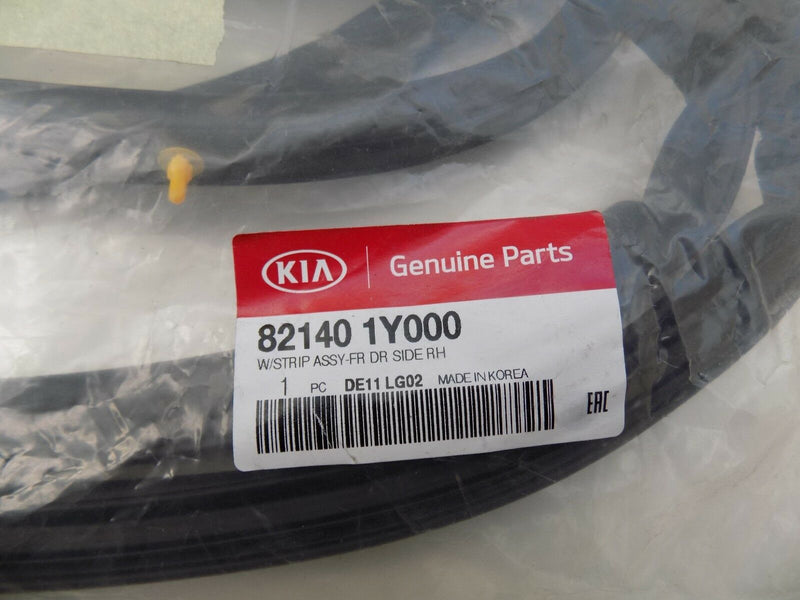 KIA Genuine Parts
82140 1Y000
W/STRIP ASSY-FR DR SIDE RH
1 PC DE11 LG02 MADE IN KOREA
EAC